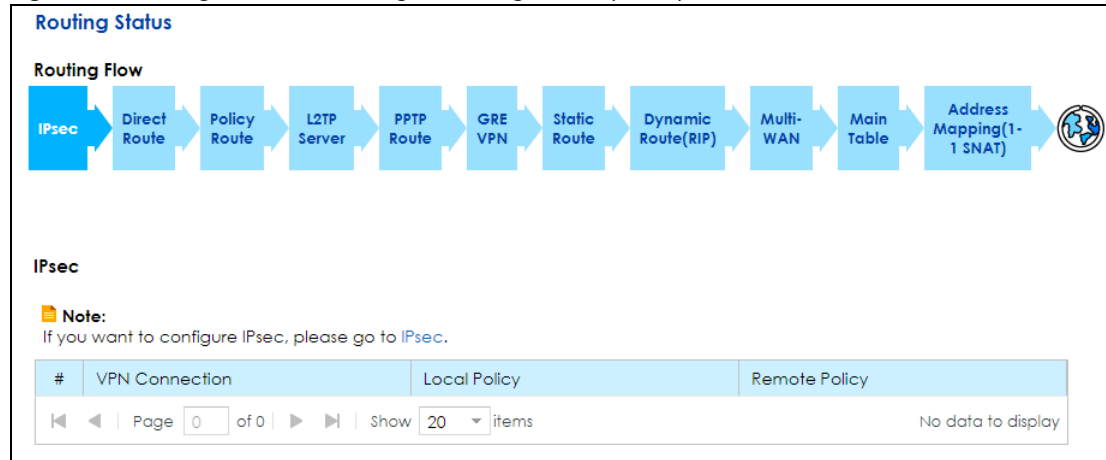 Routing Status
Routing Flow
IPsec
Direct
Route
Policy
Route
L2TP
Server
PPTP
Route
GRE
VPN
Static
Route
Dynamic
Route(RIP)
Multi-
WAN
Main
Table
Address
Mapping(1-
1 SNAT)
IPsec
Note:
If you want to configure IPsec, please go to IPsec.
# VPN Connection Local Policy Remote Policy
Page 0 of 0 Show 20 items No data to display